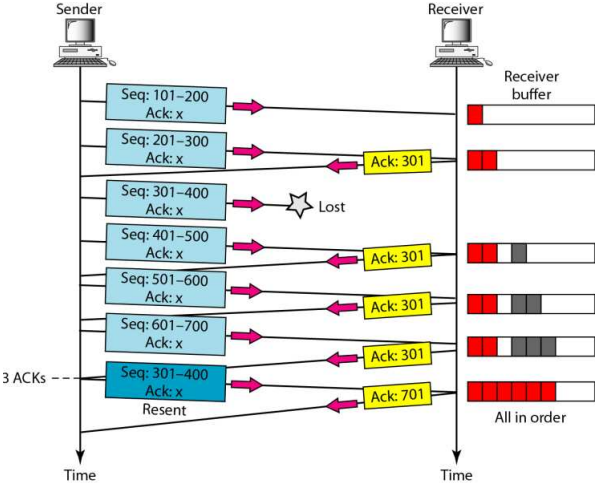 Sender
Receiver
Receiver
buffer
Seq: 101–200
Ack: x
Seq: 201–300
Ack: x
Ack: 301
Seq: 301–400
Ack: x
Lost
Seq: 401–500
Ack: x
Ack: 301
Seq: 501–600
Ack: x
Ack: 301
Seq: 601–700
Ack: x
Ack: 301
3 ACKs
Seq: 301–400
Ack: x
Resent
Ack: 701
All in order
Time
Time